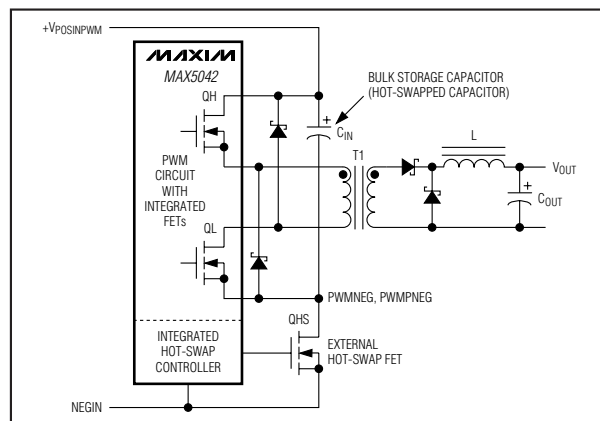 +VPOSINPWM
MAXIM
MAX5042
QH
PWM
CIRCUIT
WITH
INTEGRATED
FETs
QL
INTEGRATED
HOT-SWAP
CONTROLLER
NEGIN
BULK STORAGE CAPACITOR
(HOT-SWAPPED CAPACITOR)
+
CIN
T1
L
VOUT
+
COUT
PWMNEG, PWMPNEG
QHS
EXTERNAL
HOT-SWAP FET